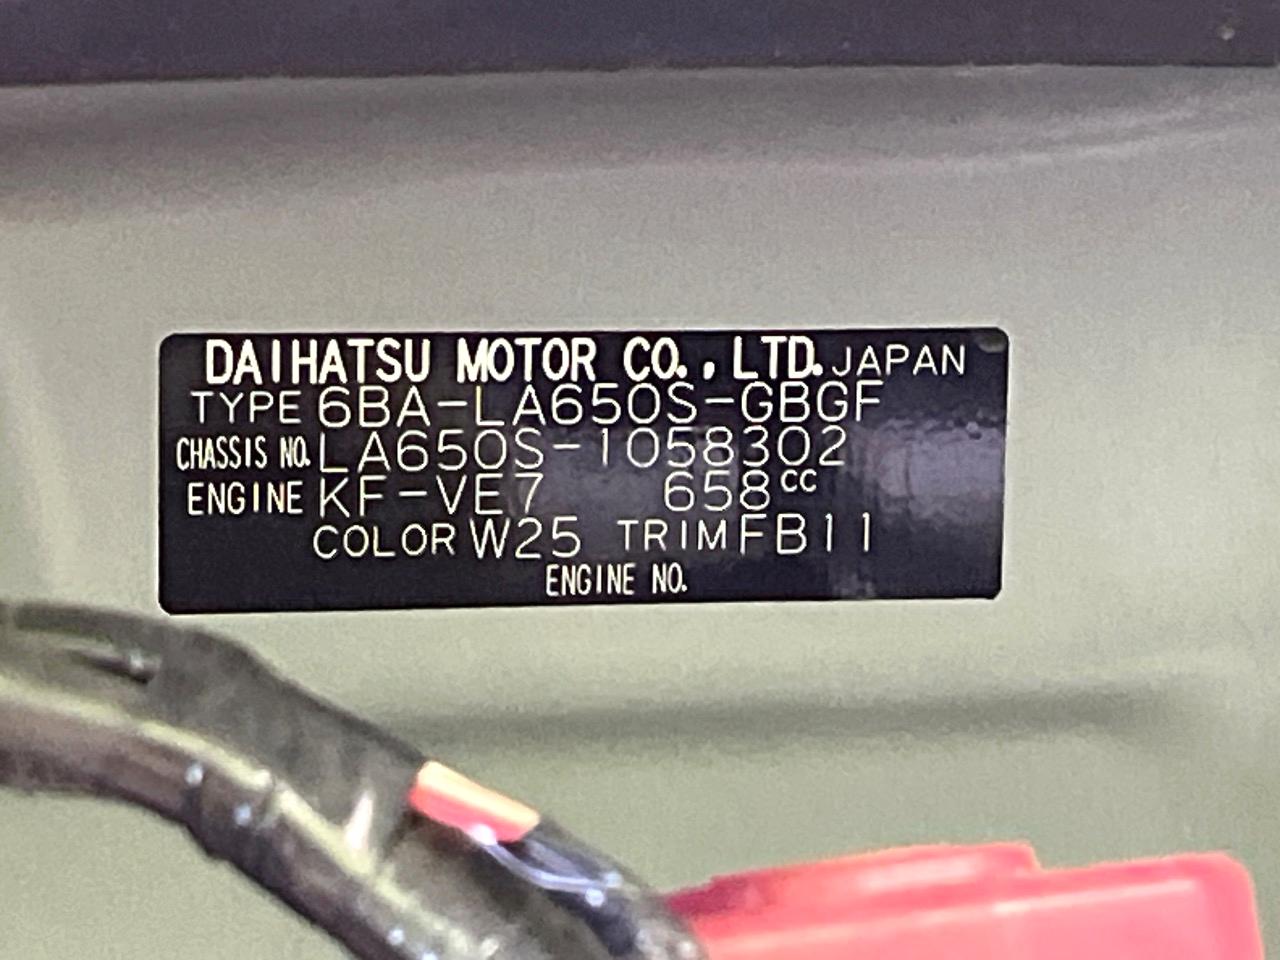 DAIHATSU MOTOR CO., LTD. JAPAN
TYPE 6BA-LA650S-GBGF
CHASSIS NO. LA650S-1058302
ENGINE KF-VE7 658cc
COLOR W25 TRIM FB11
ENGINE NO.